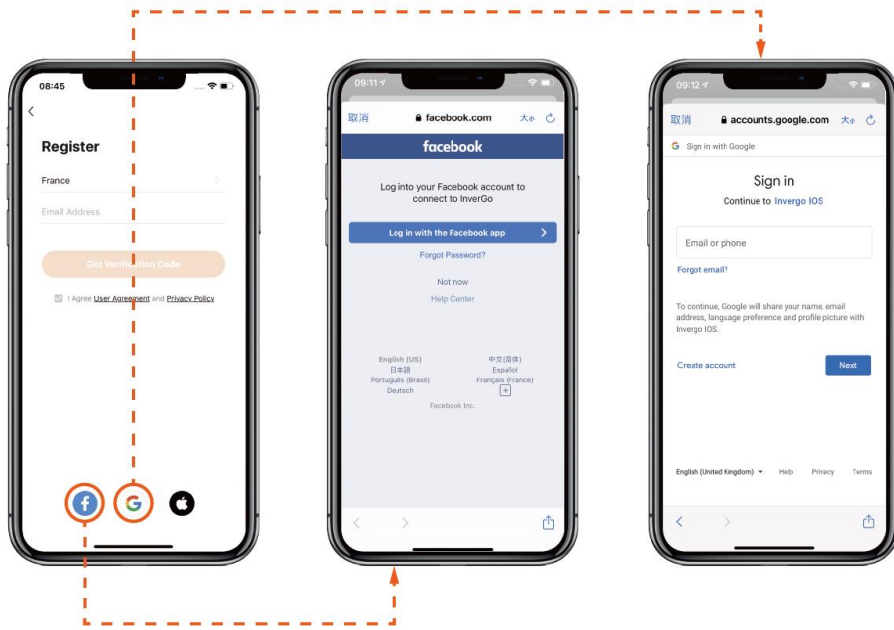 08:45
Register
France
Email Address
Get Verification Code
I Agree User Agreement and Privacy Policy
09:11
取消
facebook.com
大小
facebook
Log into your Facebook account to
connect to InverGo
Log in with the Facebook app
Forgot Password?
Not now
Help Center
English (US)
中文(简体)
日本語
Español
Português (Brasil)
Français (France)
Deutsch
Facebook Inc.
09:12
取消
accounts.google.com
大小
Sign in with Google
Sign in
Continue to Invergo IOS
Email or phone
Forgot email?
To continue, Google will share your name, email
address, language preference and profile picture with
Invergo IOS.
Create account
Next
English (United Kingdom)
Help
Privacy
Terms